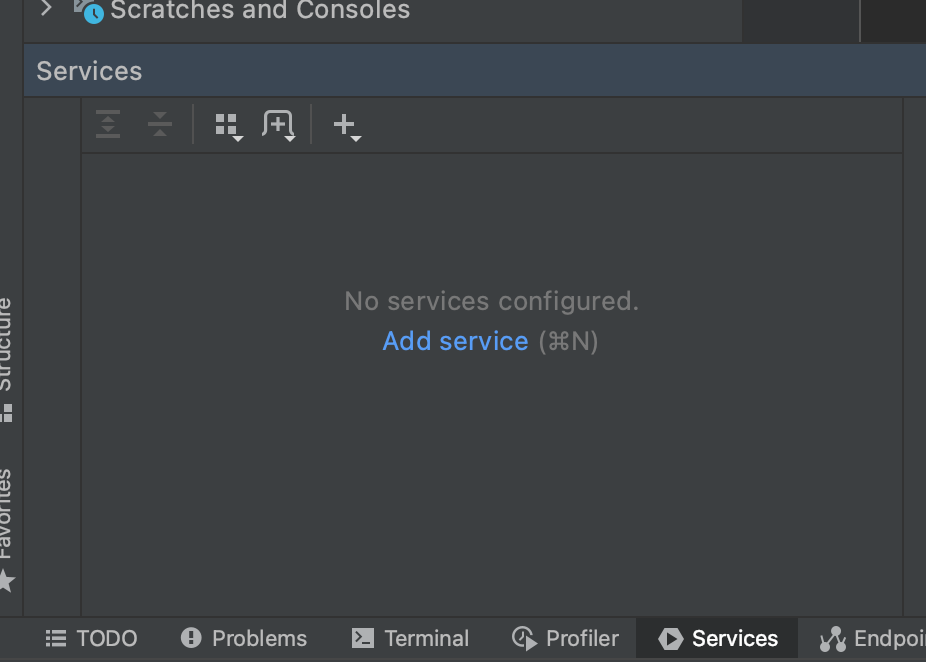 Scratches and Consoles
Services
No services configured.
Add service (⌘N)
Structure
Favorites
TODO
Problems
Terminal
Profiler
Services
Endpoi